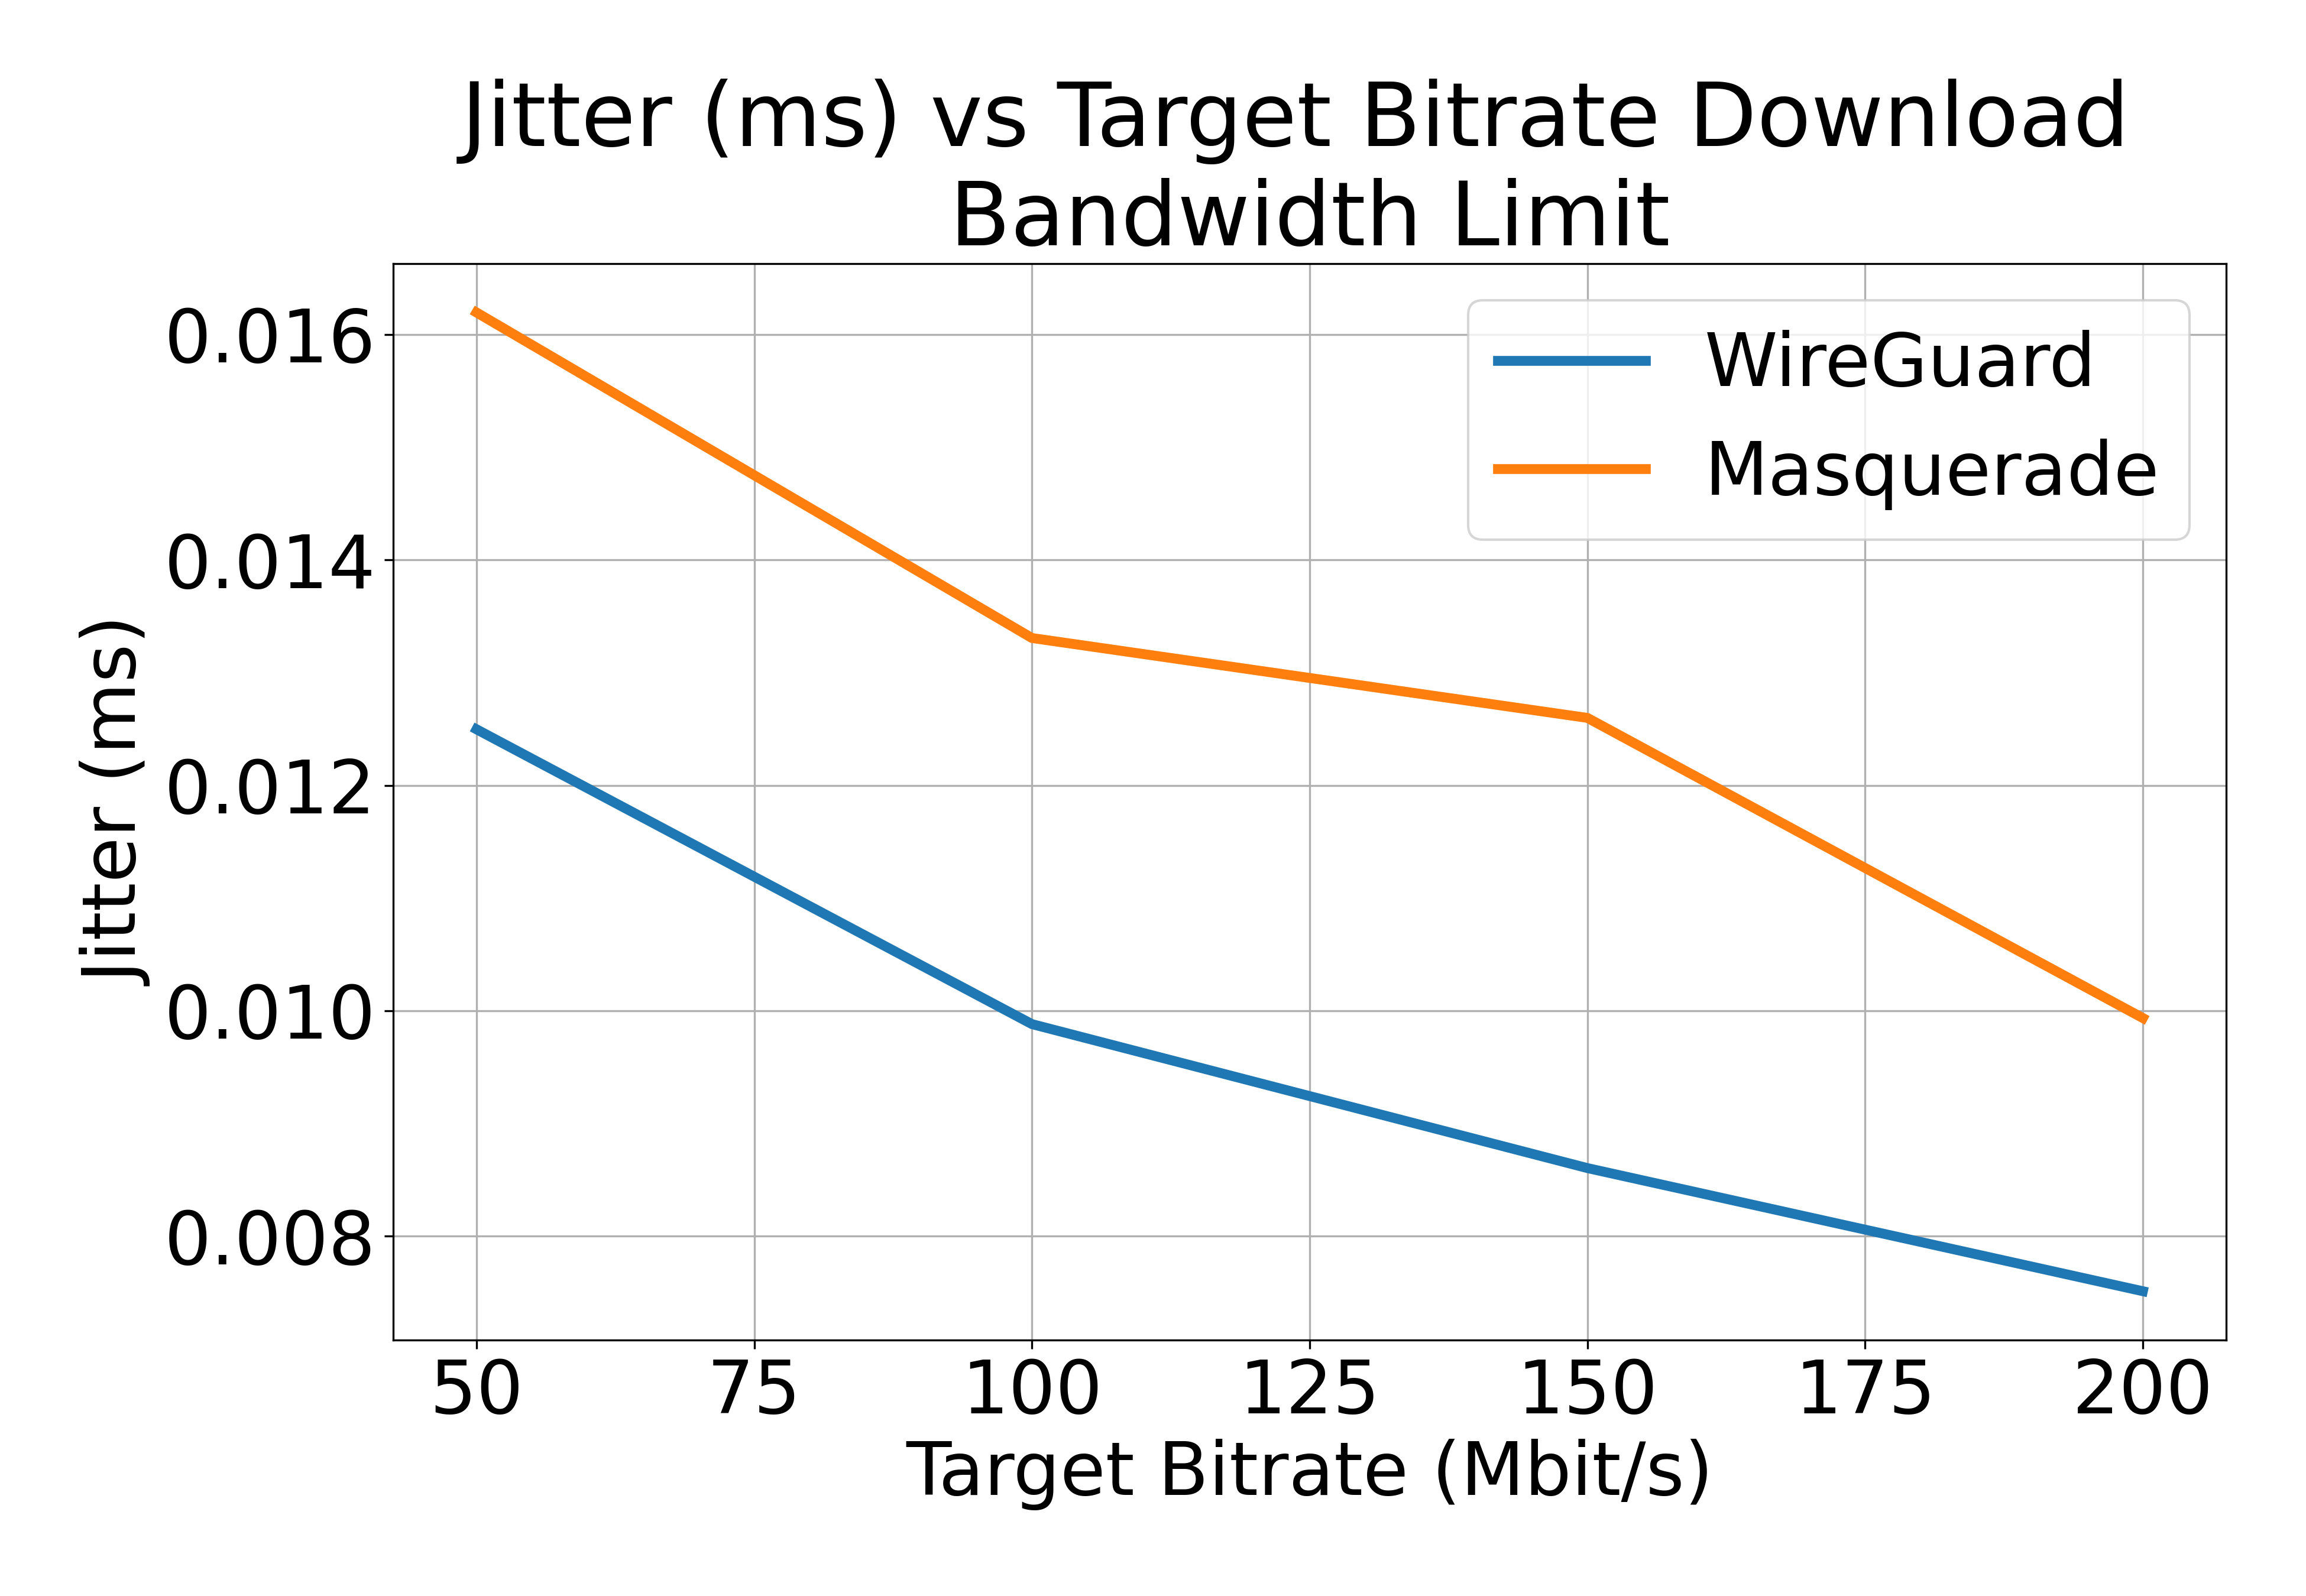 Jitter (ms) vs Target Bitrate Download
Bandwidth Limit
WireGuard
Masquerade
Jitter (ms)
0.016
0.014
0.012
0.010
0.008
50 75 100 125 150 175 200
Target Bitrate (Mbit/s)